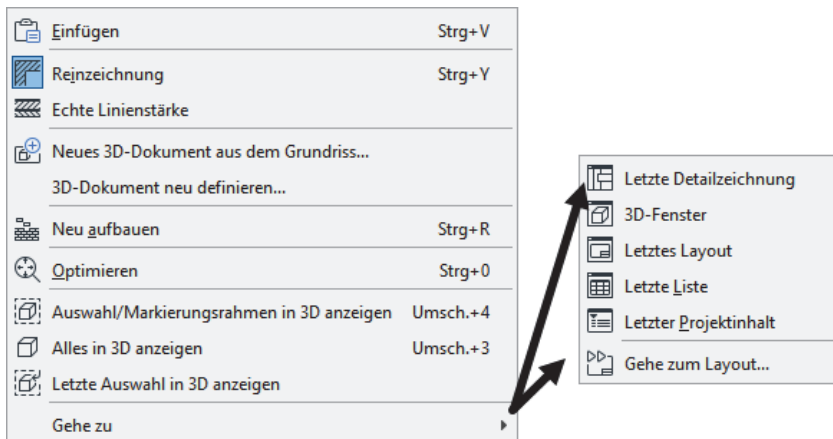 Einfügen Strg+V
Reinzeichnung Strg+Y
Echte Linienstärke
Neues 3D-Dokument aus dem Grundriss...
3D-Dokument neu definieren...
Neu aufbauen Strg+R
Optimieren Strg+0
Auswahl/Markierungsrahmen in 3D anzeigen Umsch.+4
Alles in 3D anzeigen Umsch.+3
Letzte Auswahl in 3D anzeigen
Gehe zu
Letzte Detailzeichnung
3D-Fenster
Letztes Layout
Letzte Liste
Letzter Projektinhalt
Gehe zum Layout...